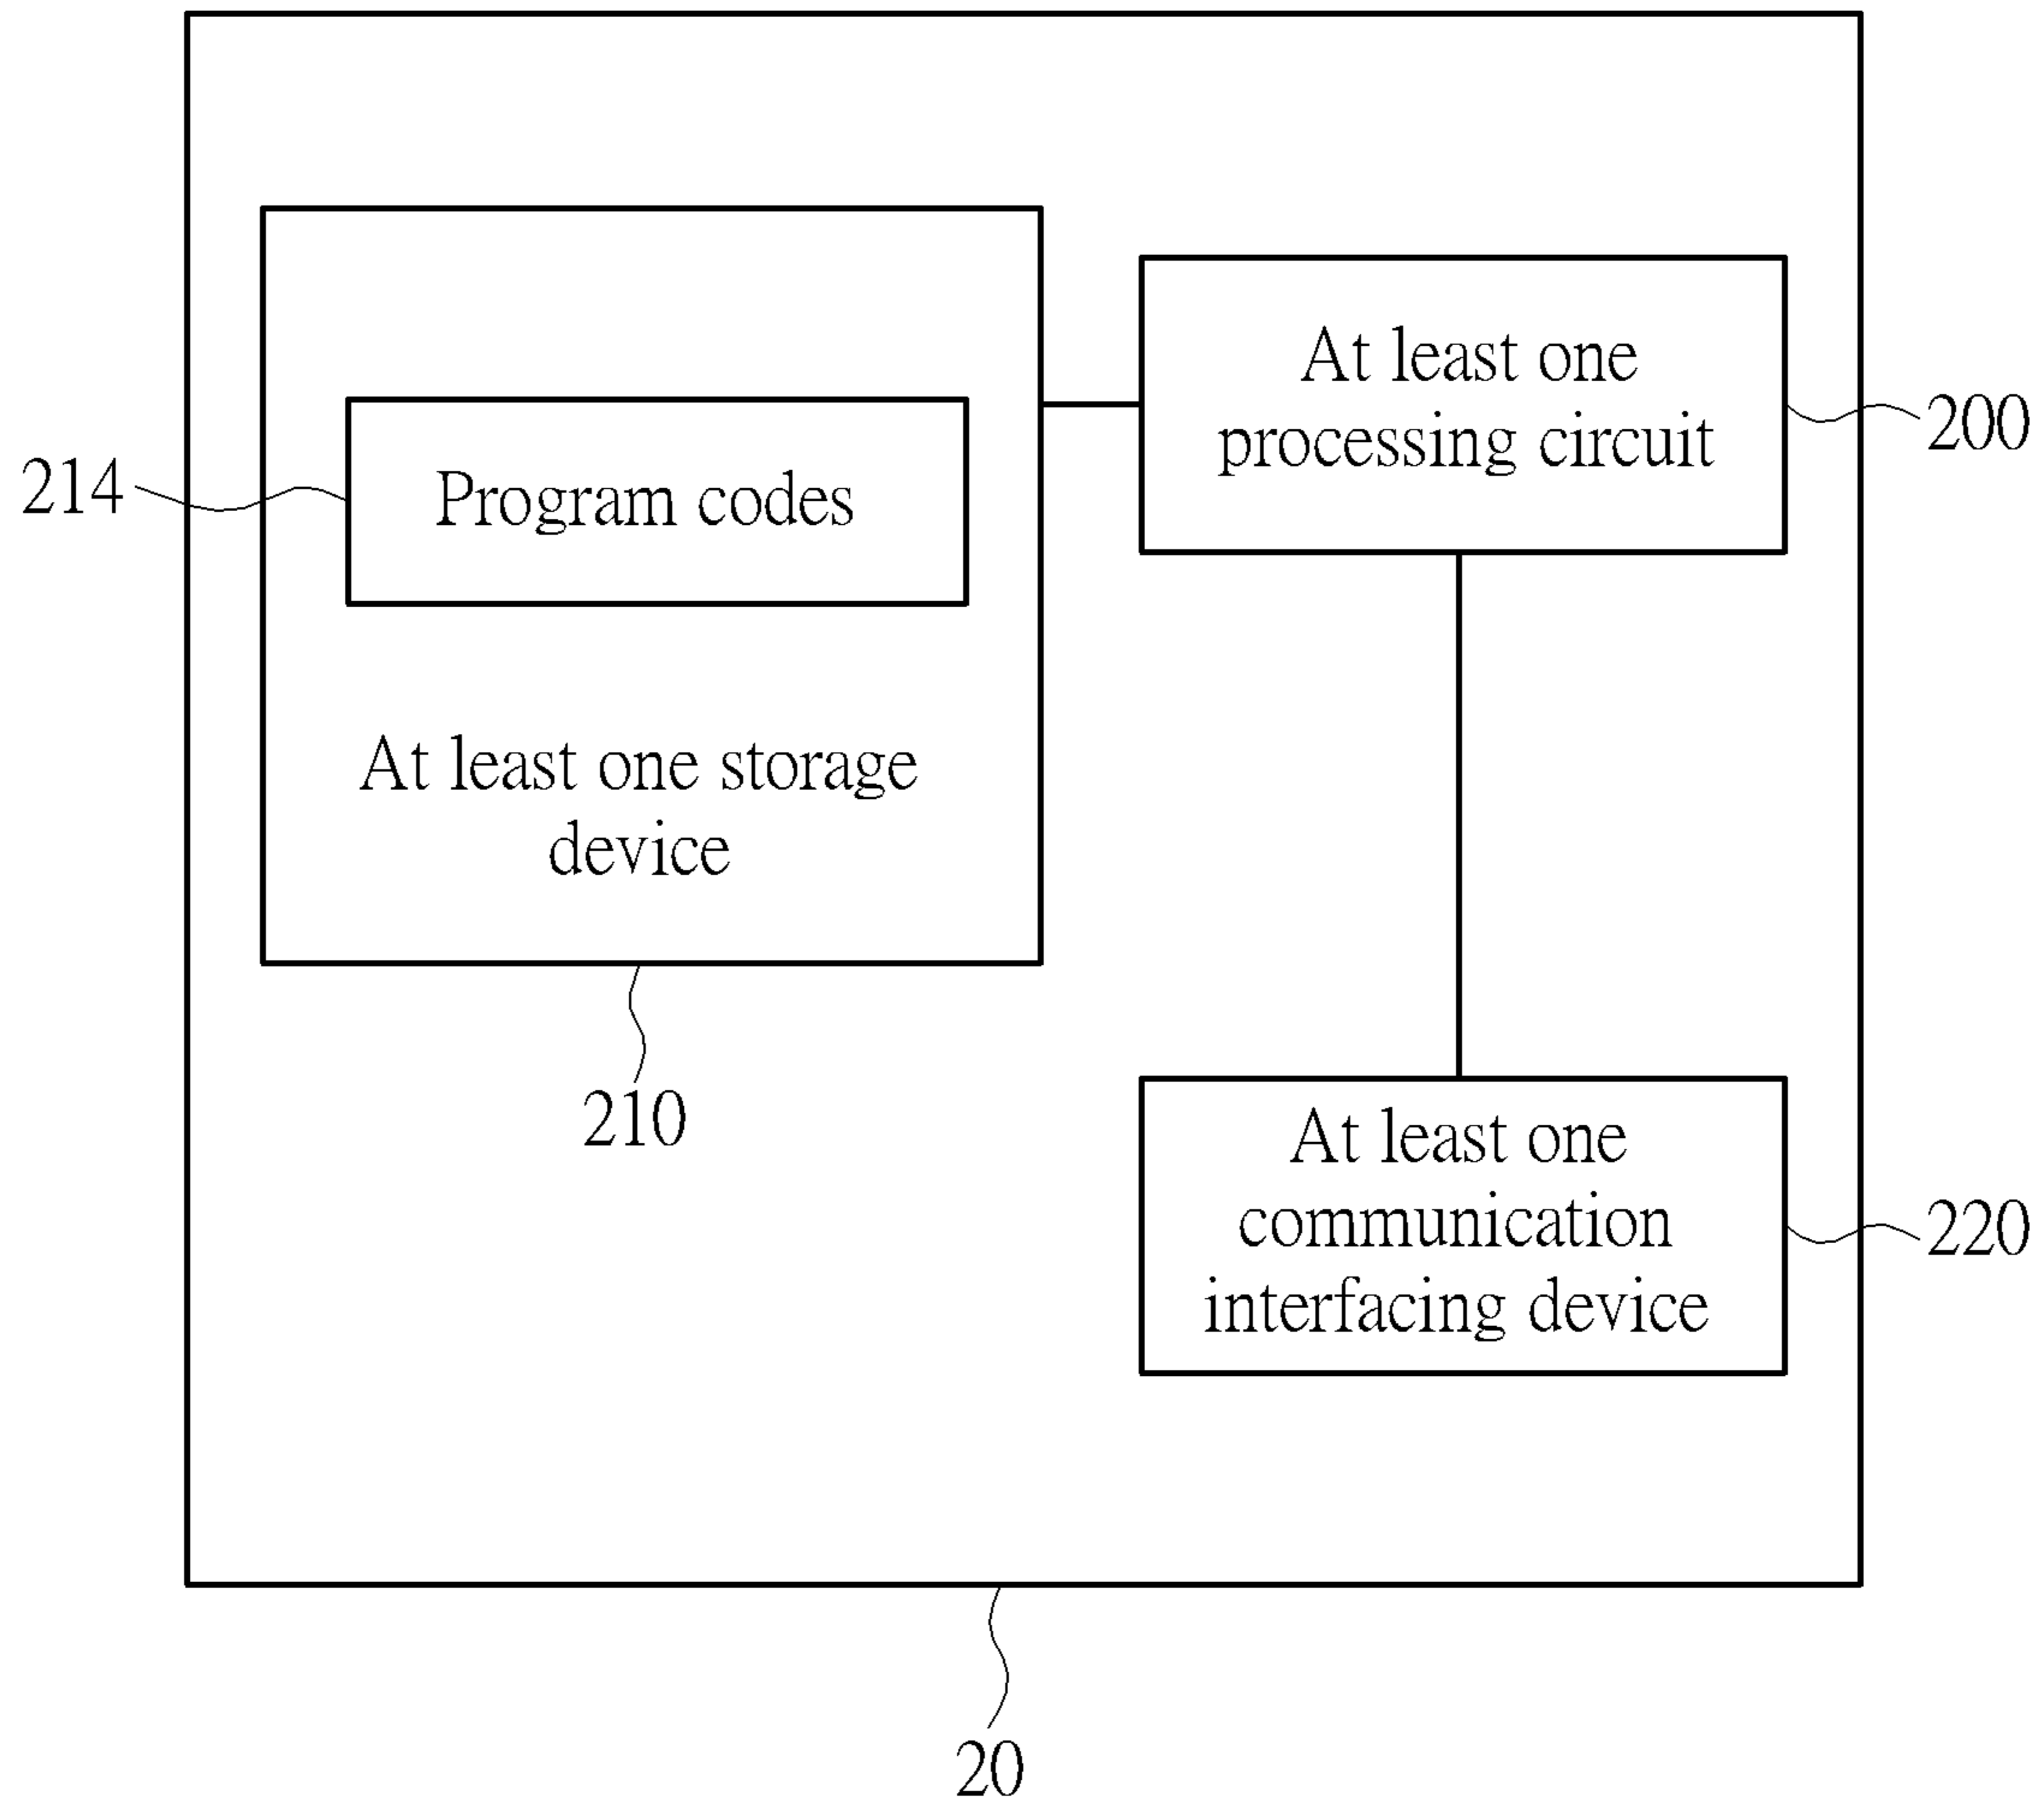 At least one
processing circuit
200
214
Program codes
At least one storage
device
210
At least one
communication
interfacing device
220
20